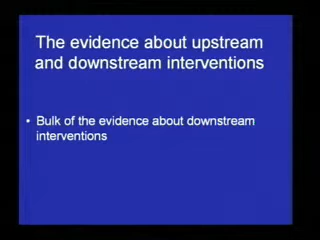 The evidence about upstream
and downstream interventions
• Bulk of the evidence about downstream
interventions